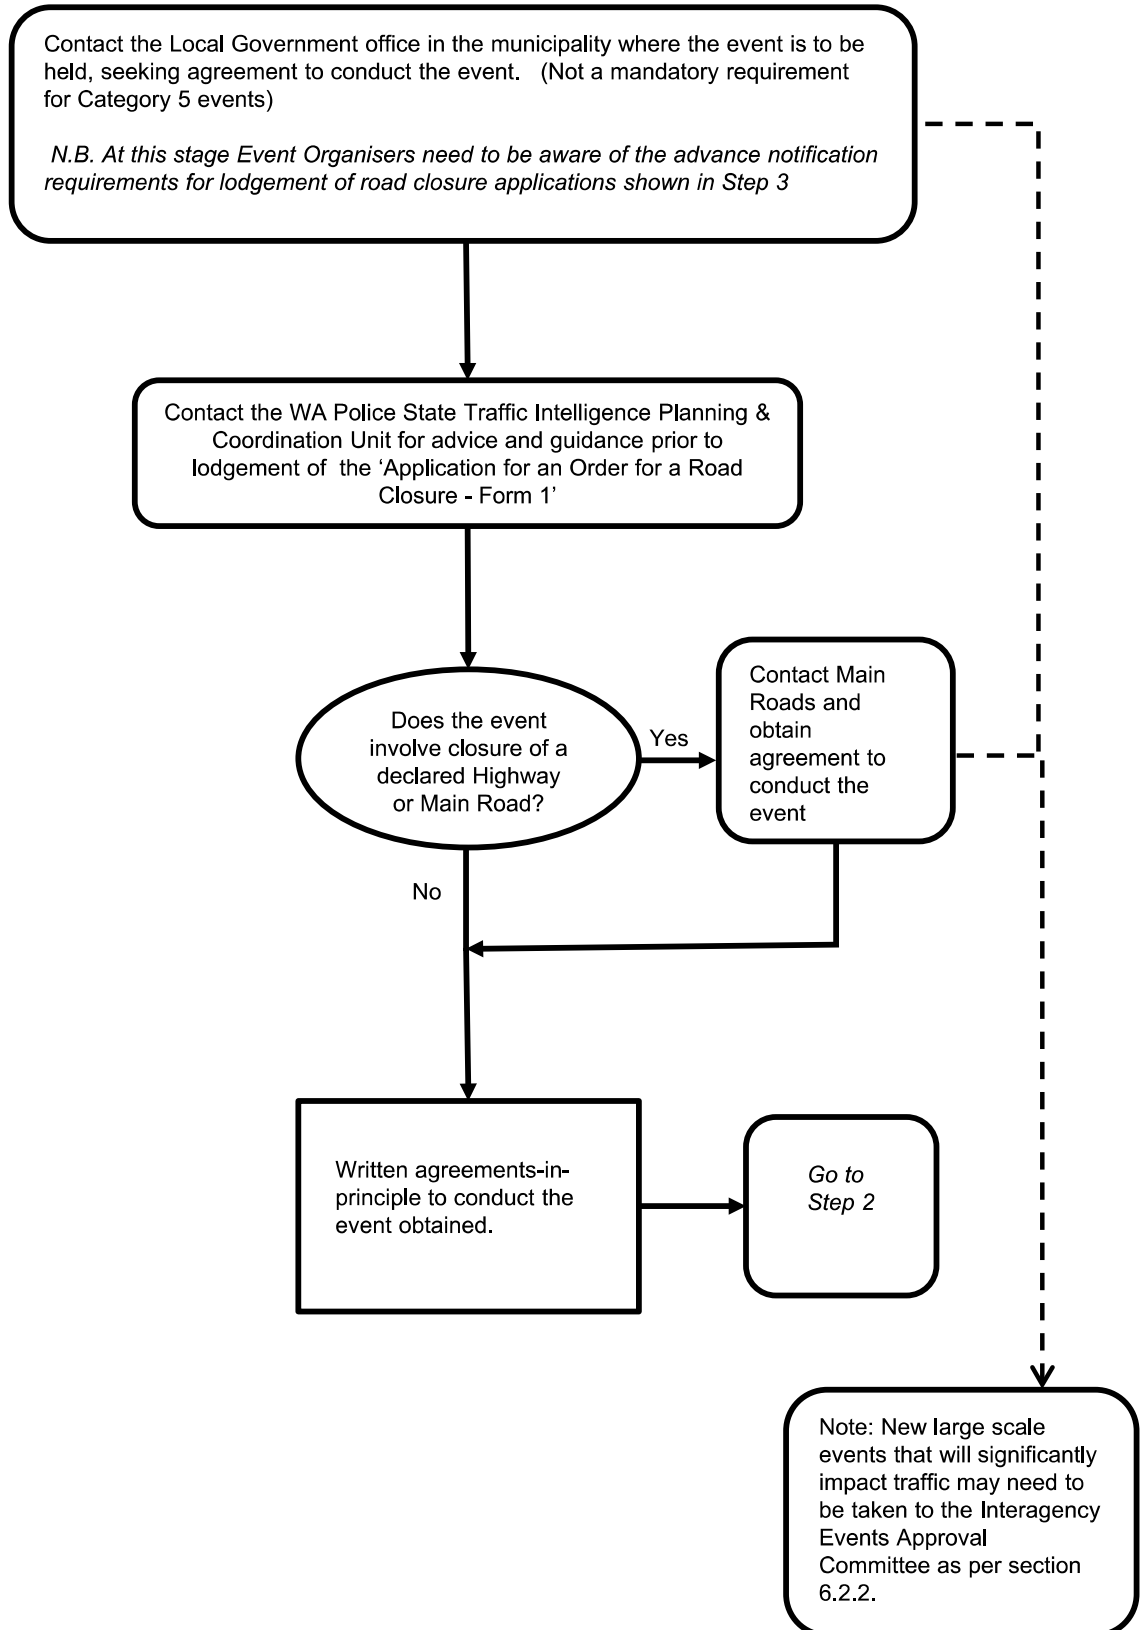 Contact the Local Government office in the municipality where the event is to be
held, seeking agreement to conduct the event.   (Not a mandatory requirement
for Category 5 events)
N.B. At this stage Event Organisers need to be aware of the advance notification
requirements for lodgement of road closure applications shown in Step 3
Contact the WA Police State Traffic Intelligence Planning &
Coordination Unit for advice and guidance prior to
lodgement of  the ‘Application for an Order for a Road
Closure - Form 1’
Does the event
involve closure of a
declared Highway
or Main Road?
Yes
Contact Main
Roads and
obtain
agreement to
conduct the
event
No
Written agreements-in-
principle to conduct the
event obtained.
Go to
Step 2
Note: New large scale
events that will significantly
impact traffic may need to
be taken to the Interagency
Events Approval
Committee as per section
6.2.2.